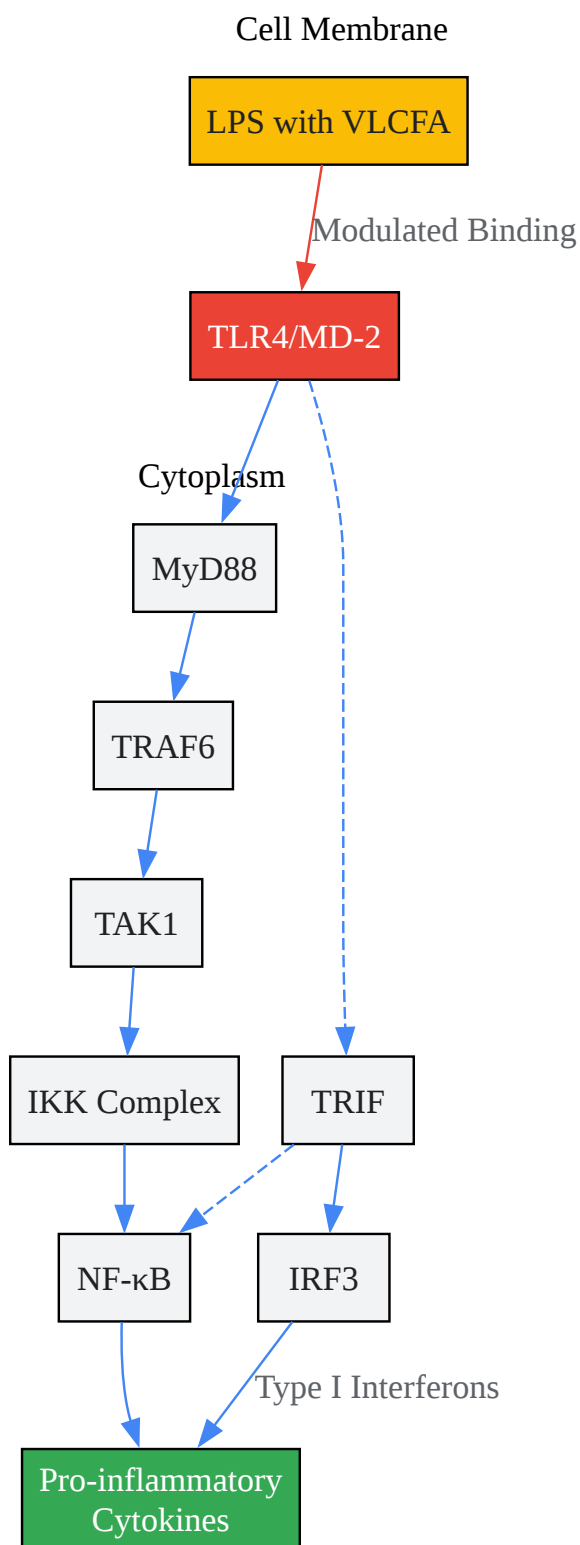 Cell Membrane
LPS with VLCFA
Modulated Binding
TLR4/MD-2
Cytoplasm
MyD88
TRAF6
TAK1
IKK Complex
TRIF
NF-κB
IRF3
Type I Interferons
Pro-inflammatory
Cytokines